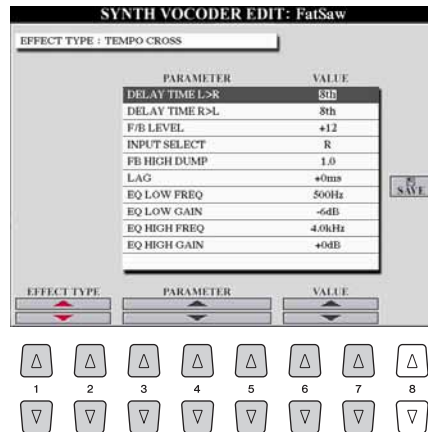 SYNTH VOCODER EDIT: FatSaw
EFFECT TYPE : TEMPO CROSS
PARAMETER VALUE
DELAY TIME L>R 8th
DELAY TIME R>L 8th
F/B LEVEL +12
INPUT SELECT R
FB HIGH DUMP 1.0
LAG +0ms
EQ LOW FREQ 500Hz
EQ LOW GAIN -6dB
EQ HIGH FREQ 4.0kHz
EQ HIGH GAIN +0dB
SAVE
EFFECT TYPE PARAMETER VALUE
1 2 3 4 5 6 7 8